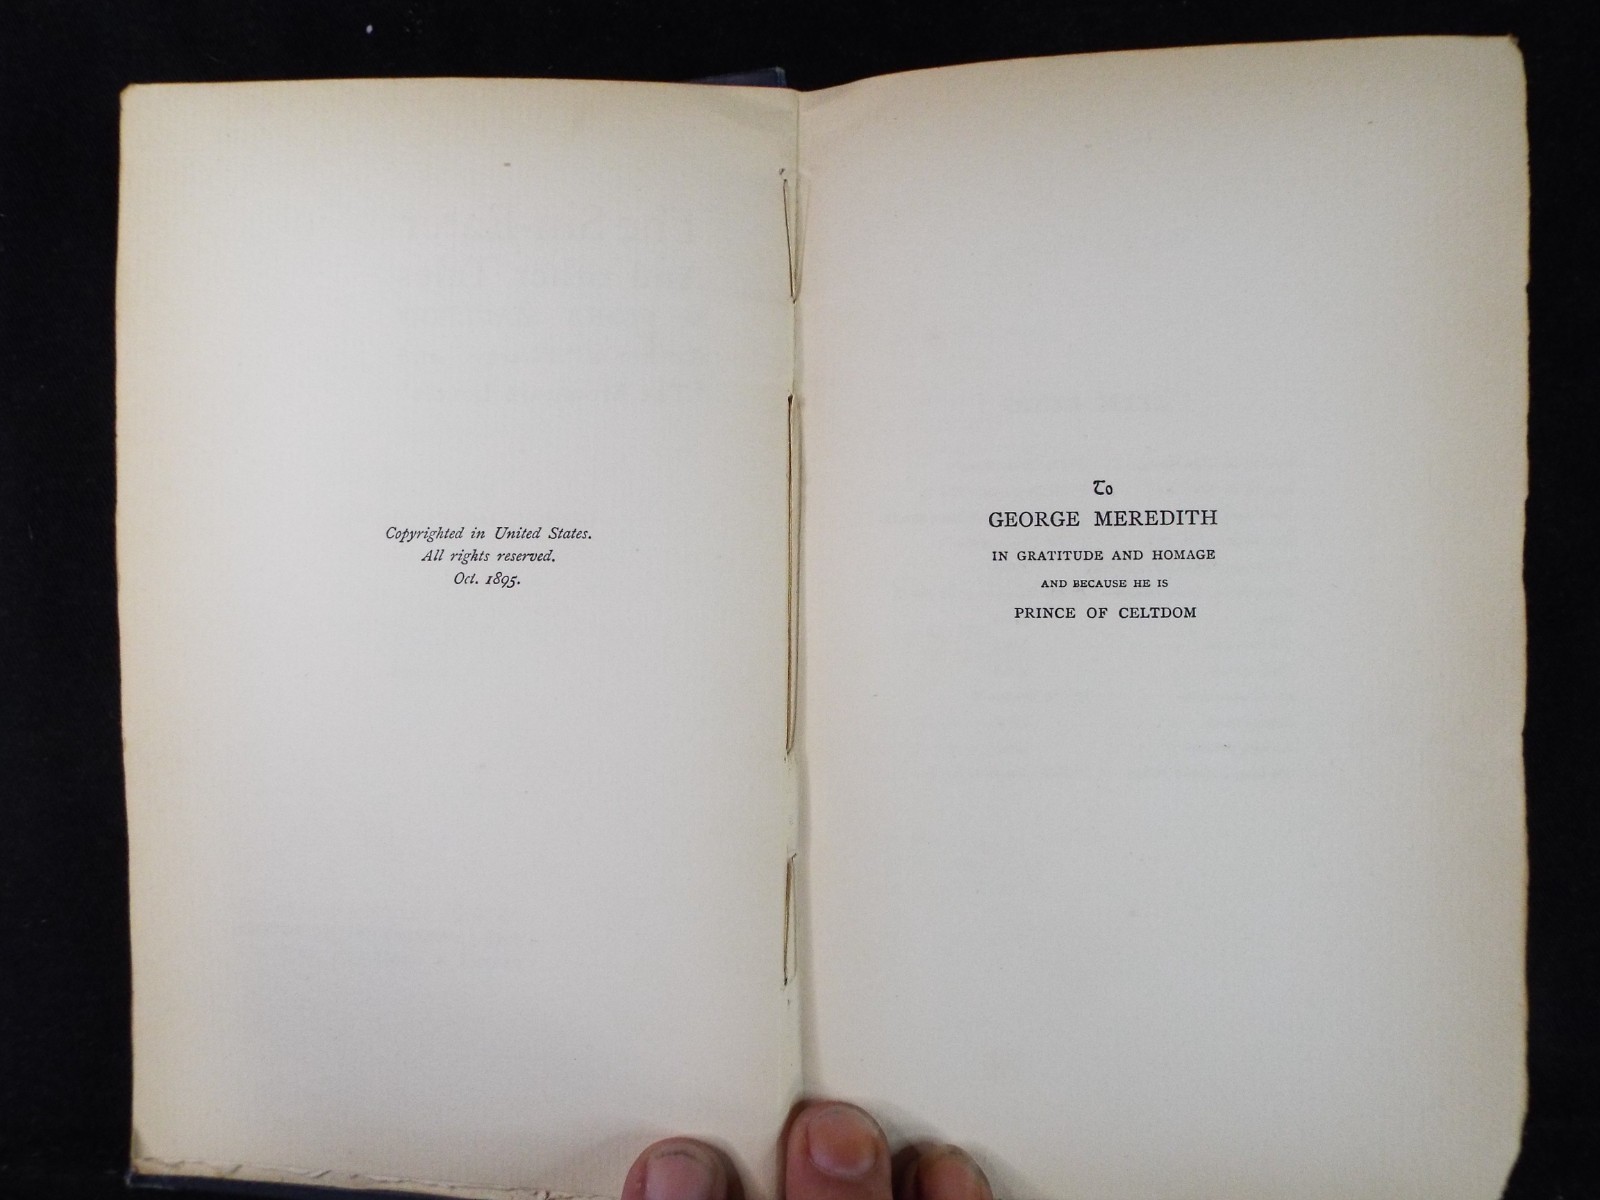 Copyrighted in United States.
All rights reserved.
Oct. 1895.
To
GEORGE MEREDITH
IN GRATITUDE AND HOMAGE
AND BECAUSE HE IS
PRINCE OF CELTDOM